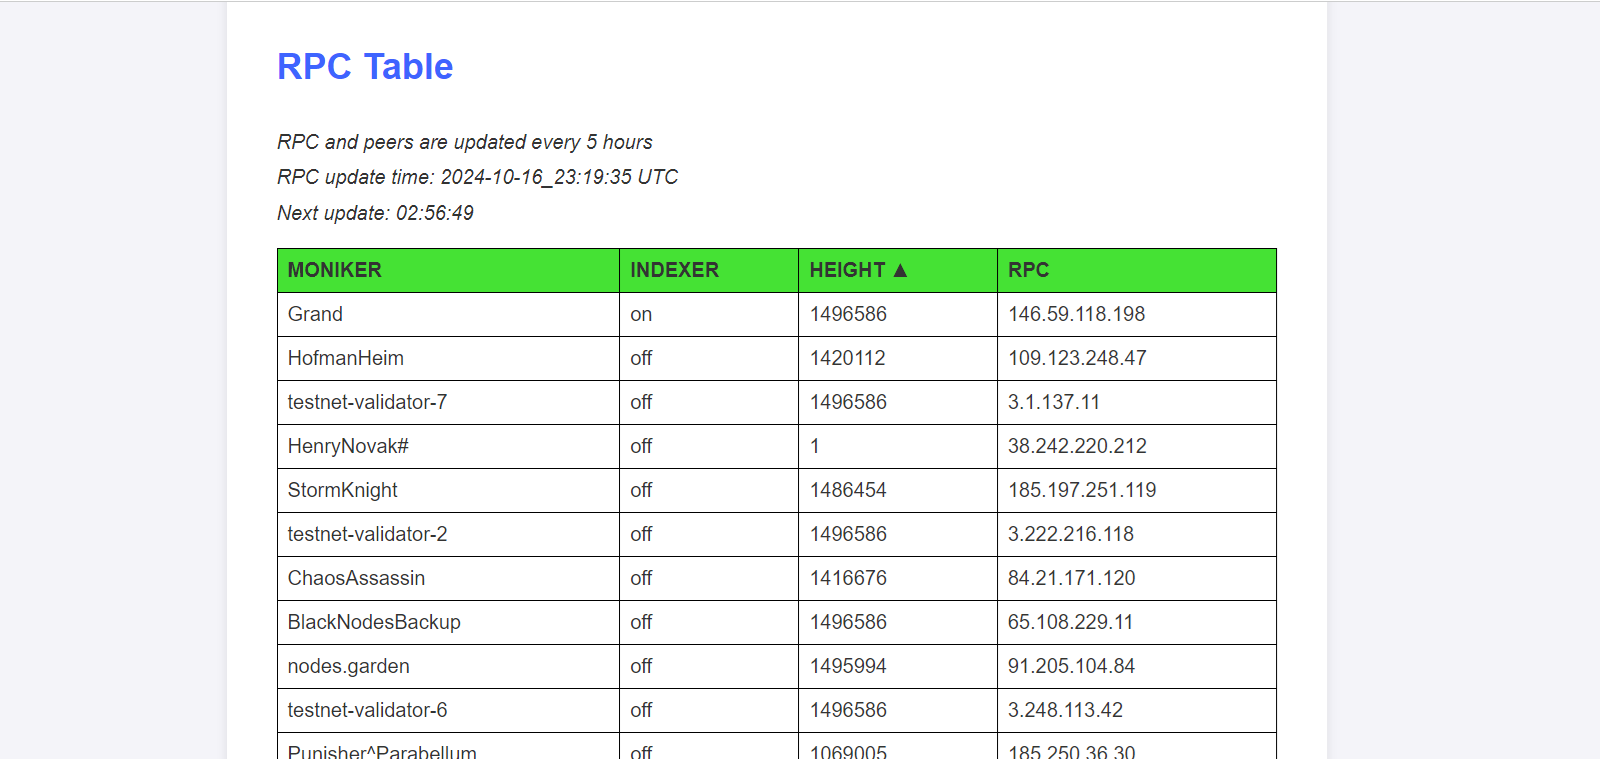 RPC Table
RPC and peers are updated every 5 hours
RPC update time: 2024-10-16_23:19:35 UTC
Next update: 02:56:49
MONIKER INDEXER HEIGHT ▲ RPC
Grand on 1496586 146.59.118.198
HofmanHeim off 1420112 109.123.248.47
testnet-validator-7 off 1496586 3.1.137.11
HenryNovak# off 1 38.242.220.212
StormKnight off 1486454 185.197.251.119
testnet-validator-2 off 1496586 3.222.216.118
ChaosAssassin off 1416676 84.21.171.120
BlackNodesBackup off 1496586 65.108.229.11
nodes.garden off 1495994 91.205.104.84
testnet-validator-6 off 1496586 3.248.113.42
Punisher^Parabellum off 1069005 185.250.36.30